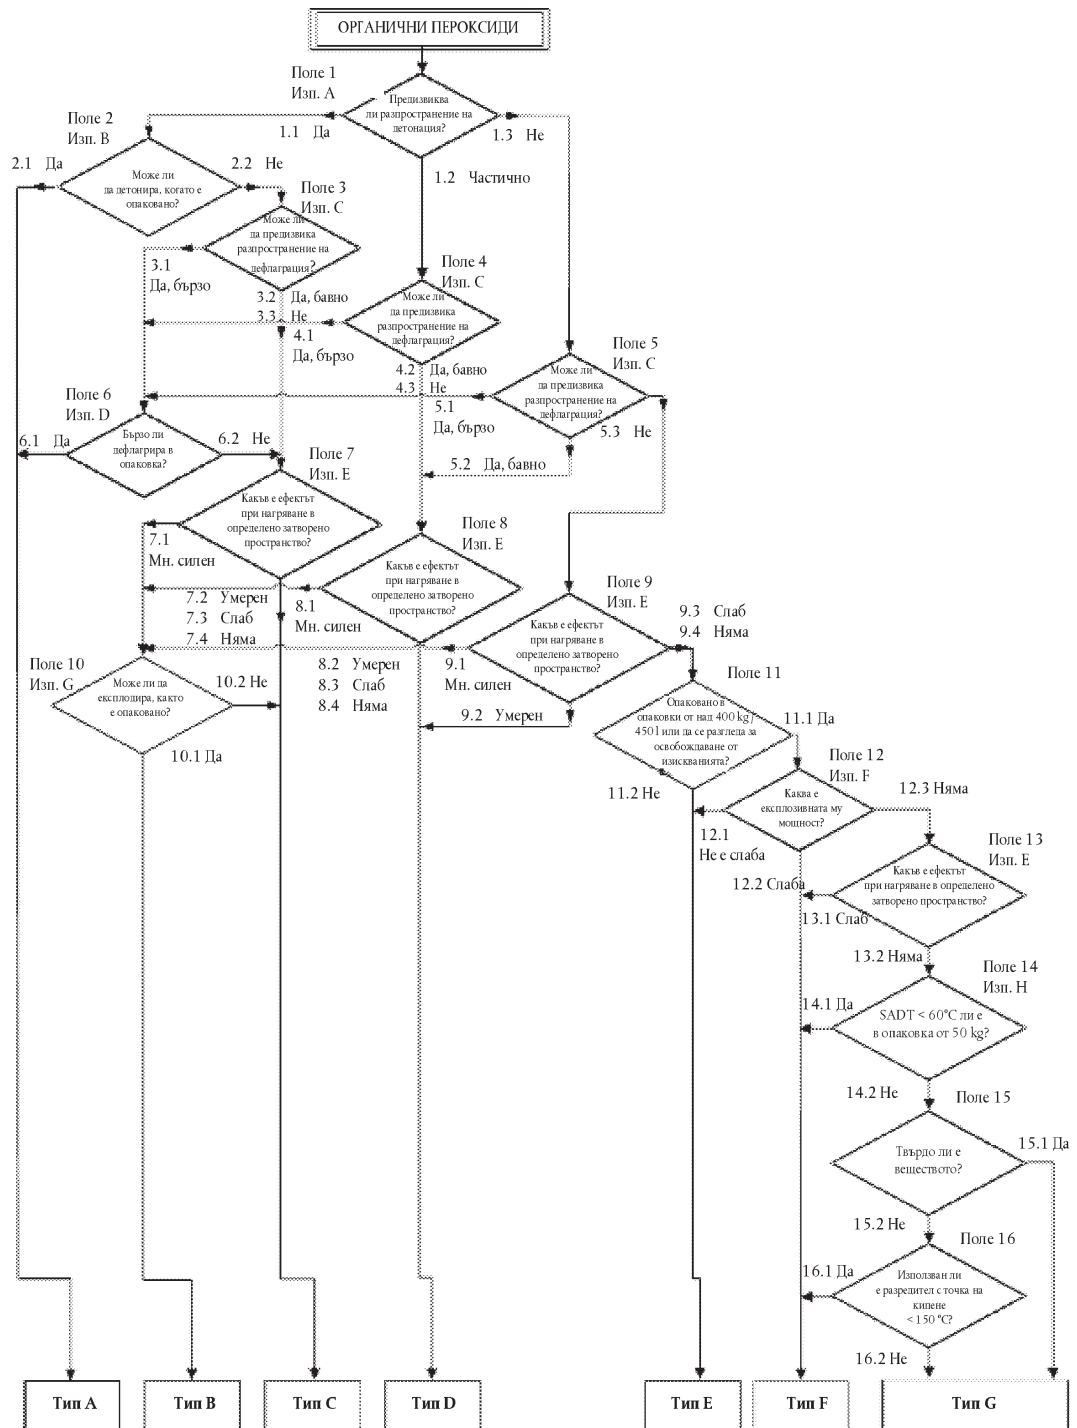 ОРГАНИЧНИ ПЕРОКСИДИ
Поле 1
Изп. A
Предизвиква
ли разпространение на
детонация?
1.1 Да
1.3 Не
1.2 Частично
Поле 2
Изп. B
2.1 Да
2.2 Не
Може ли
да детонира, когато е
опаковано?
Поле 3
Изп. C
Може ли
да предизвика
разпространение на
дефлаграция?
3.1
Да, бързо
3.2 Да, бавно
3.3 Не
Поле 4
Изп. C
Може ли
да предизвика
разпространение на
дефлаграция?
4.1
Да, бързо
4.2 Да, бавно
4.3 Не
Поле 5
Изп. C
Може ли
да предизвика
разпространение на
дефлаграция?
5.1
Да, бързо
5.3 Не
5.2 Да, бавно
Поле 6
Изп. D
6.1 Да
6.2 Не
Бързо ли
дефлагрира в
опаковка?
Поле 7
Изп. E
Какъв е ефектът
при нагряване в
определено затворено
пространство?
7.1
Мн. силен
7.2 Умерен
7.3 Слаб
7.4 Няма
Поле 8
Изп. E
Какъв е ефектът
при нагряване в
определено затворено
пространство?
8.1
Мн. силен
8.2 Умерен
8.3 Слаб
8.4 Няма
Поле 9
Изп. E
Какъв е ефектът
при нагряване в
определено затворено
пространство?
9.1
Мн. силен
9.2 Умерен
9.3 Слаб
9.4 Няма
Поле 10
Изп. G
Може ли да
експлодира, както
е опаковано?
10.2 Не
10.1 Да
Поле 11
Опаковано в
опаковки от над 400 kg /
450 l или да се разгледа за
освобождаване от
изискванията?
11.1 Да
11.2 Не
Поле 12
Изп. F
Каква е
експлозивната му
мощност?
12.3 Няма
12.1
Не е слаба
12.2 Слаба
Поле 13
Изп. E
Какъв е ефектът
при нагряване в определено
затворено пространство?
13.1 Слаб
13.2 Няма
Поле 14
Изп. H
14.1 Да
SADT < 60°C ли е
в опаковка от 50 kg?
14.2 Не
Поле 15
Твърдо ли е
веществото?
15.1 Да
15.2 Не
Поле 16
16.1 Да
Използван ли
е разредител с точка на
кипене
< 150 °C?
16.2 Не
Тип A
Тип B
Тип C
Тип D
Тип E
Тип F
Тип G